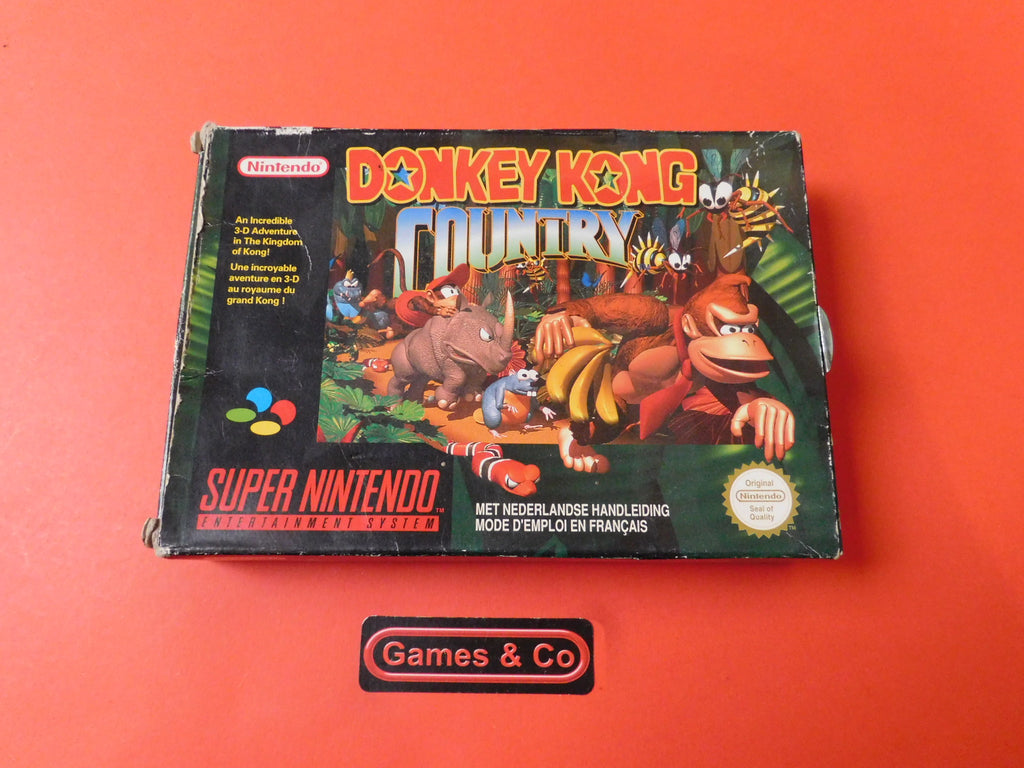 Nintendo®
DONKEY KONG
COUNTRY
An Incredible
3-D Adventure
in The Kingdom
of Kong!
Une incroyable
aventure en 3-D
au royaume du
grand Kong !
SUPER NINTENDO™
ENTERTAINMENT SYSTEM
MET NEDERLANDSE HANDLEIDING
MODE D'EMPLOI EN FRANÇAIS
Original
Nintendo
Seal of
Quality
TM
Games & Co